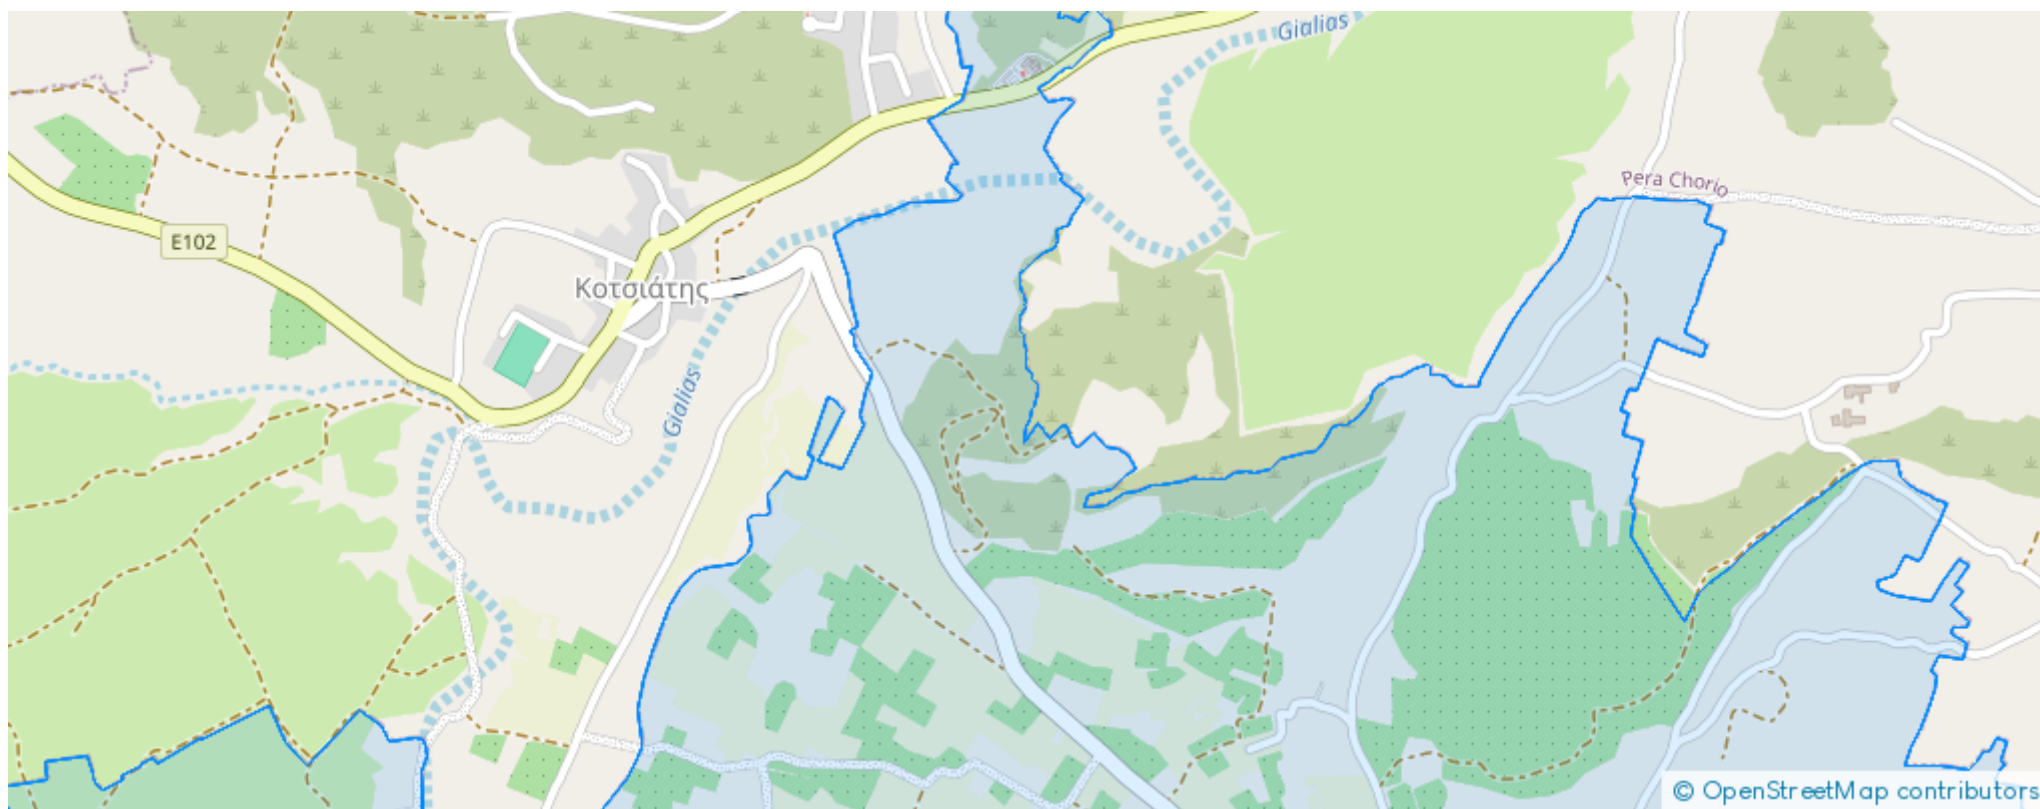 Gialias
Pera Chorio
E102
Κοτσιάτης
Gialias
© OpenStreetMap contributors